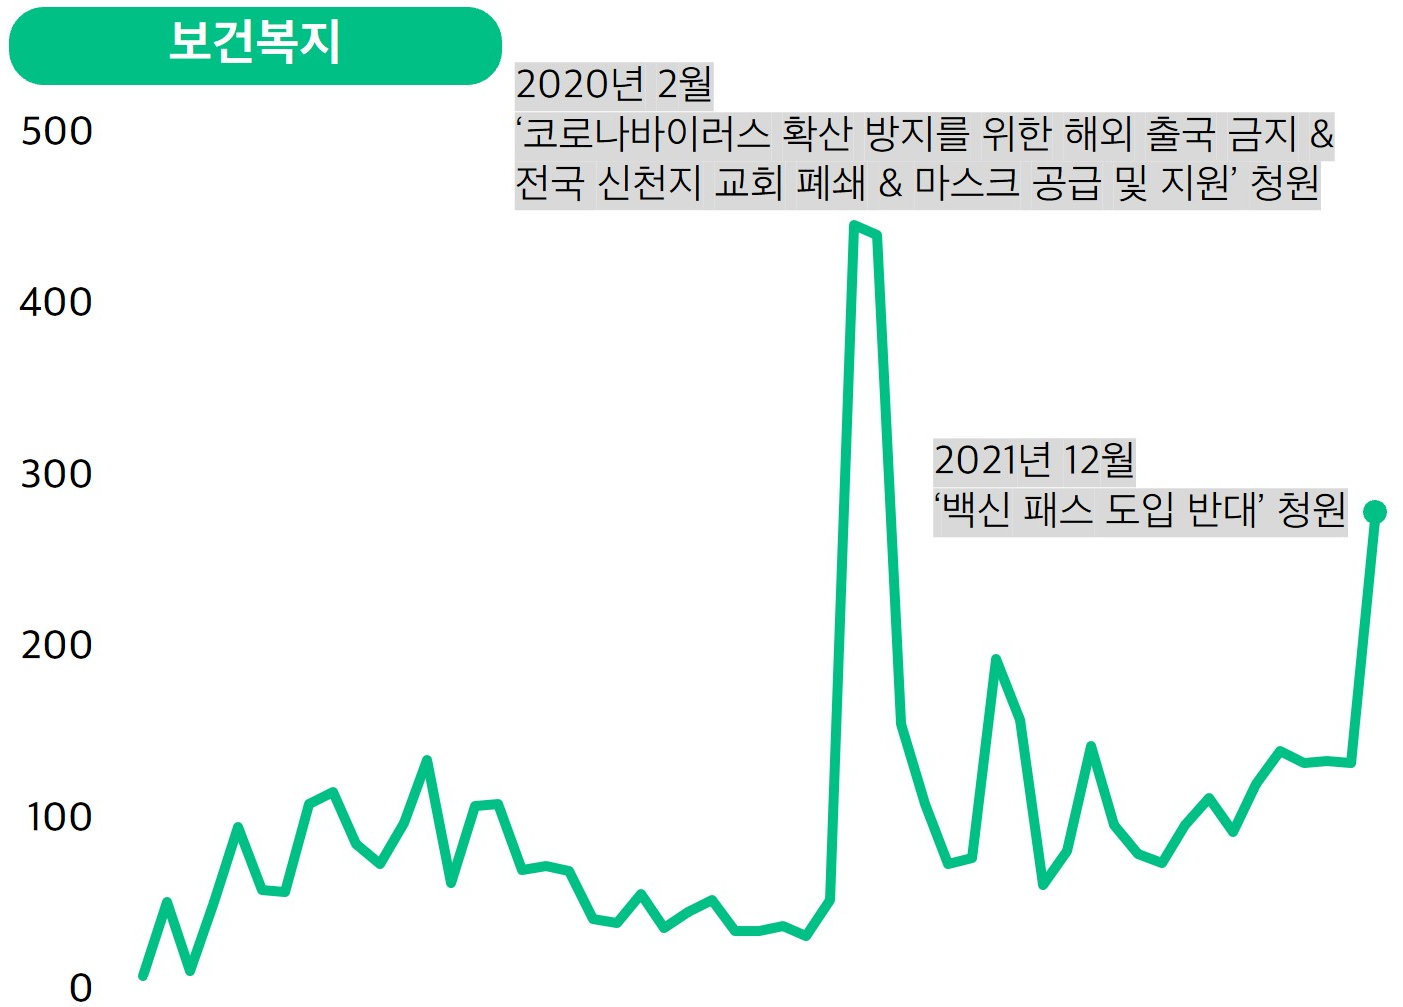 보건복지
2020년 2월
‘코로나바이러스 확산 방지를 위한 해외 출국 금지 &
전국 신천지 교회 폐쇄 & 마스크 공급 및 지원’ 청원
500
400
300
2021년 12월
‘백신 패스 도입 반대’ 청원
200
100
0